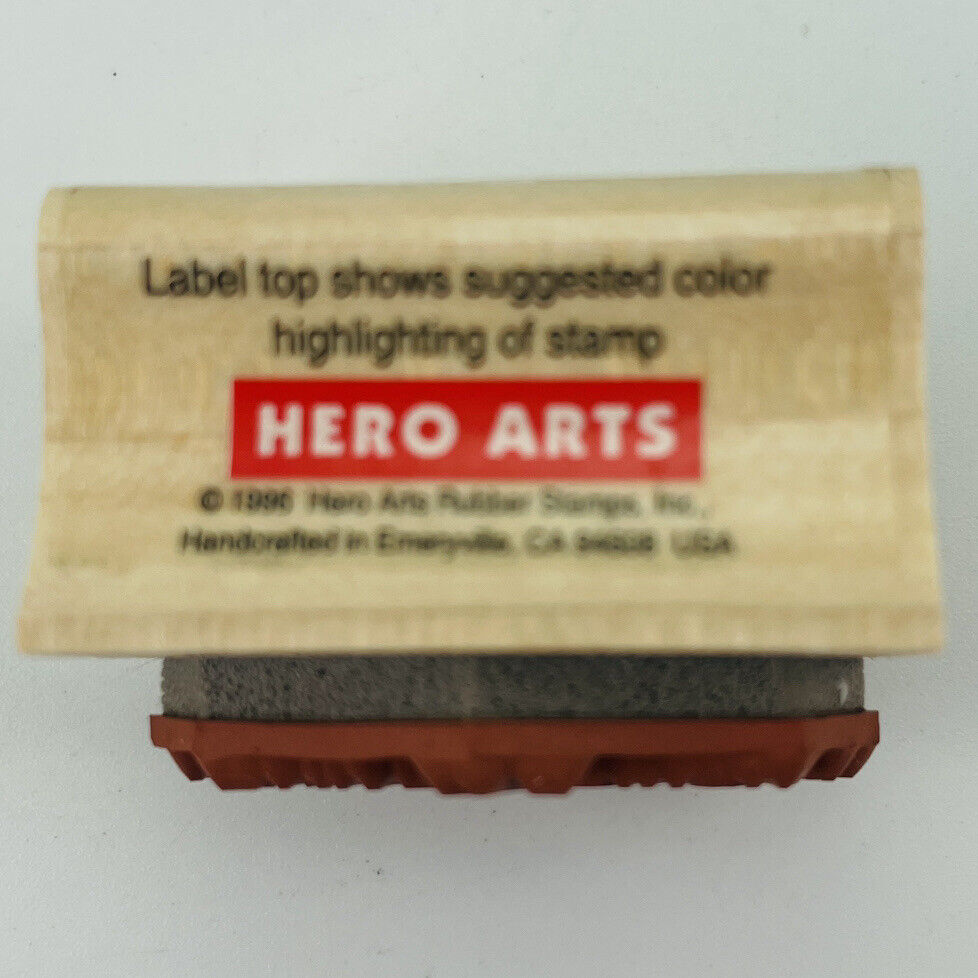 Label top shows suggested color
highlighting of stamp
HERO ARTS
© Hero Arts Rubber Stamps, Inc.,
Handcrafted in Emeryville, CA USA